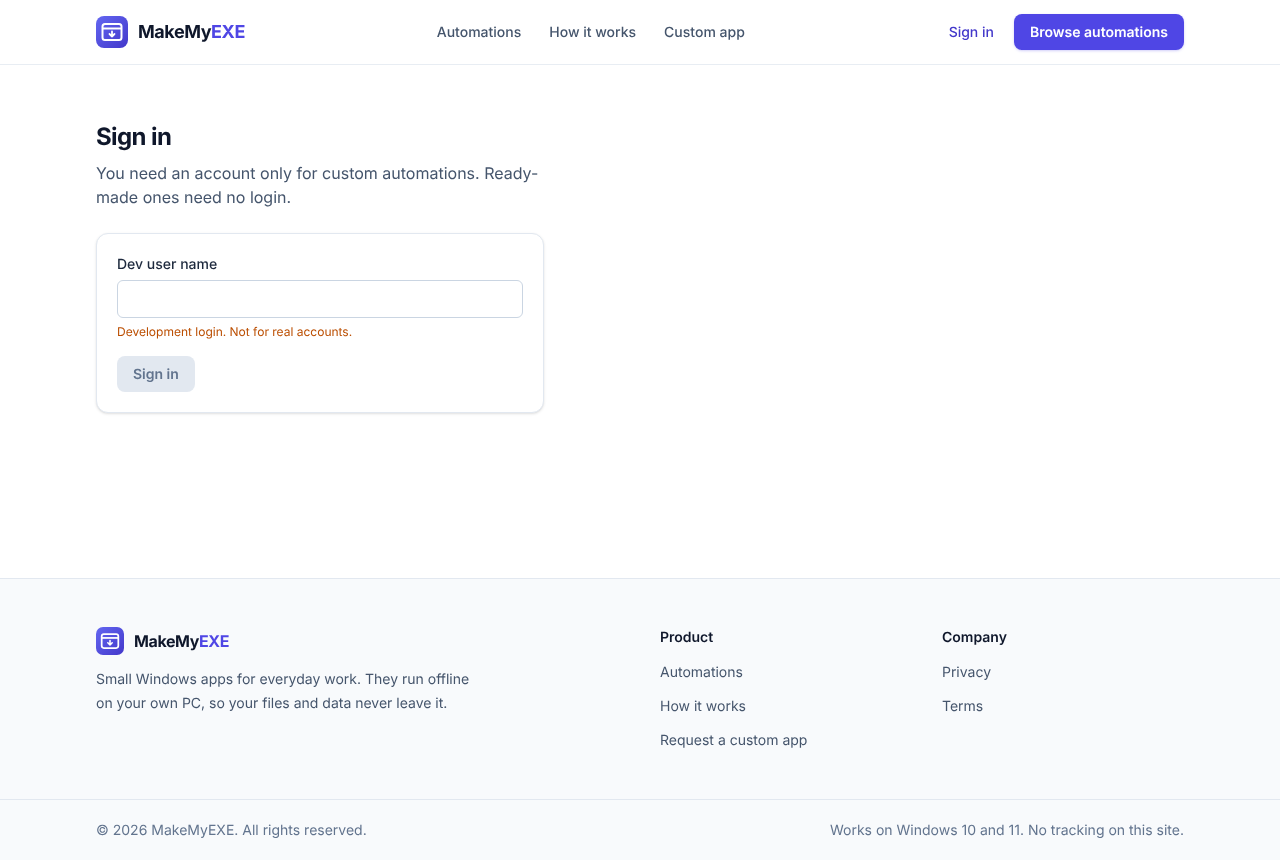 MakeMyEXE
Automations
How it works
Custom app
Sign in
Browse automations
Sign in
You need an account only for custom automations. Ready-
made ones need no login.
Dev user name
Development login. Not for real accounts.
Sign in
MakeMyEXE
Small Windows apps for everyday work. They run offline
on your own PC, so your files and data never leave it.
Product
Automations
How it works
Request a custom app
Company
Privacy
Terms
© 2026 MakeMyEXE. All rights reserved.
Works on Windows 10 and 11. No tracking on this site.